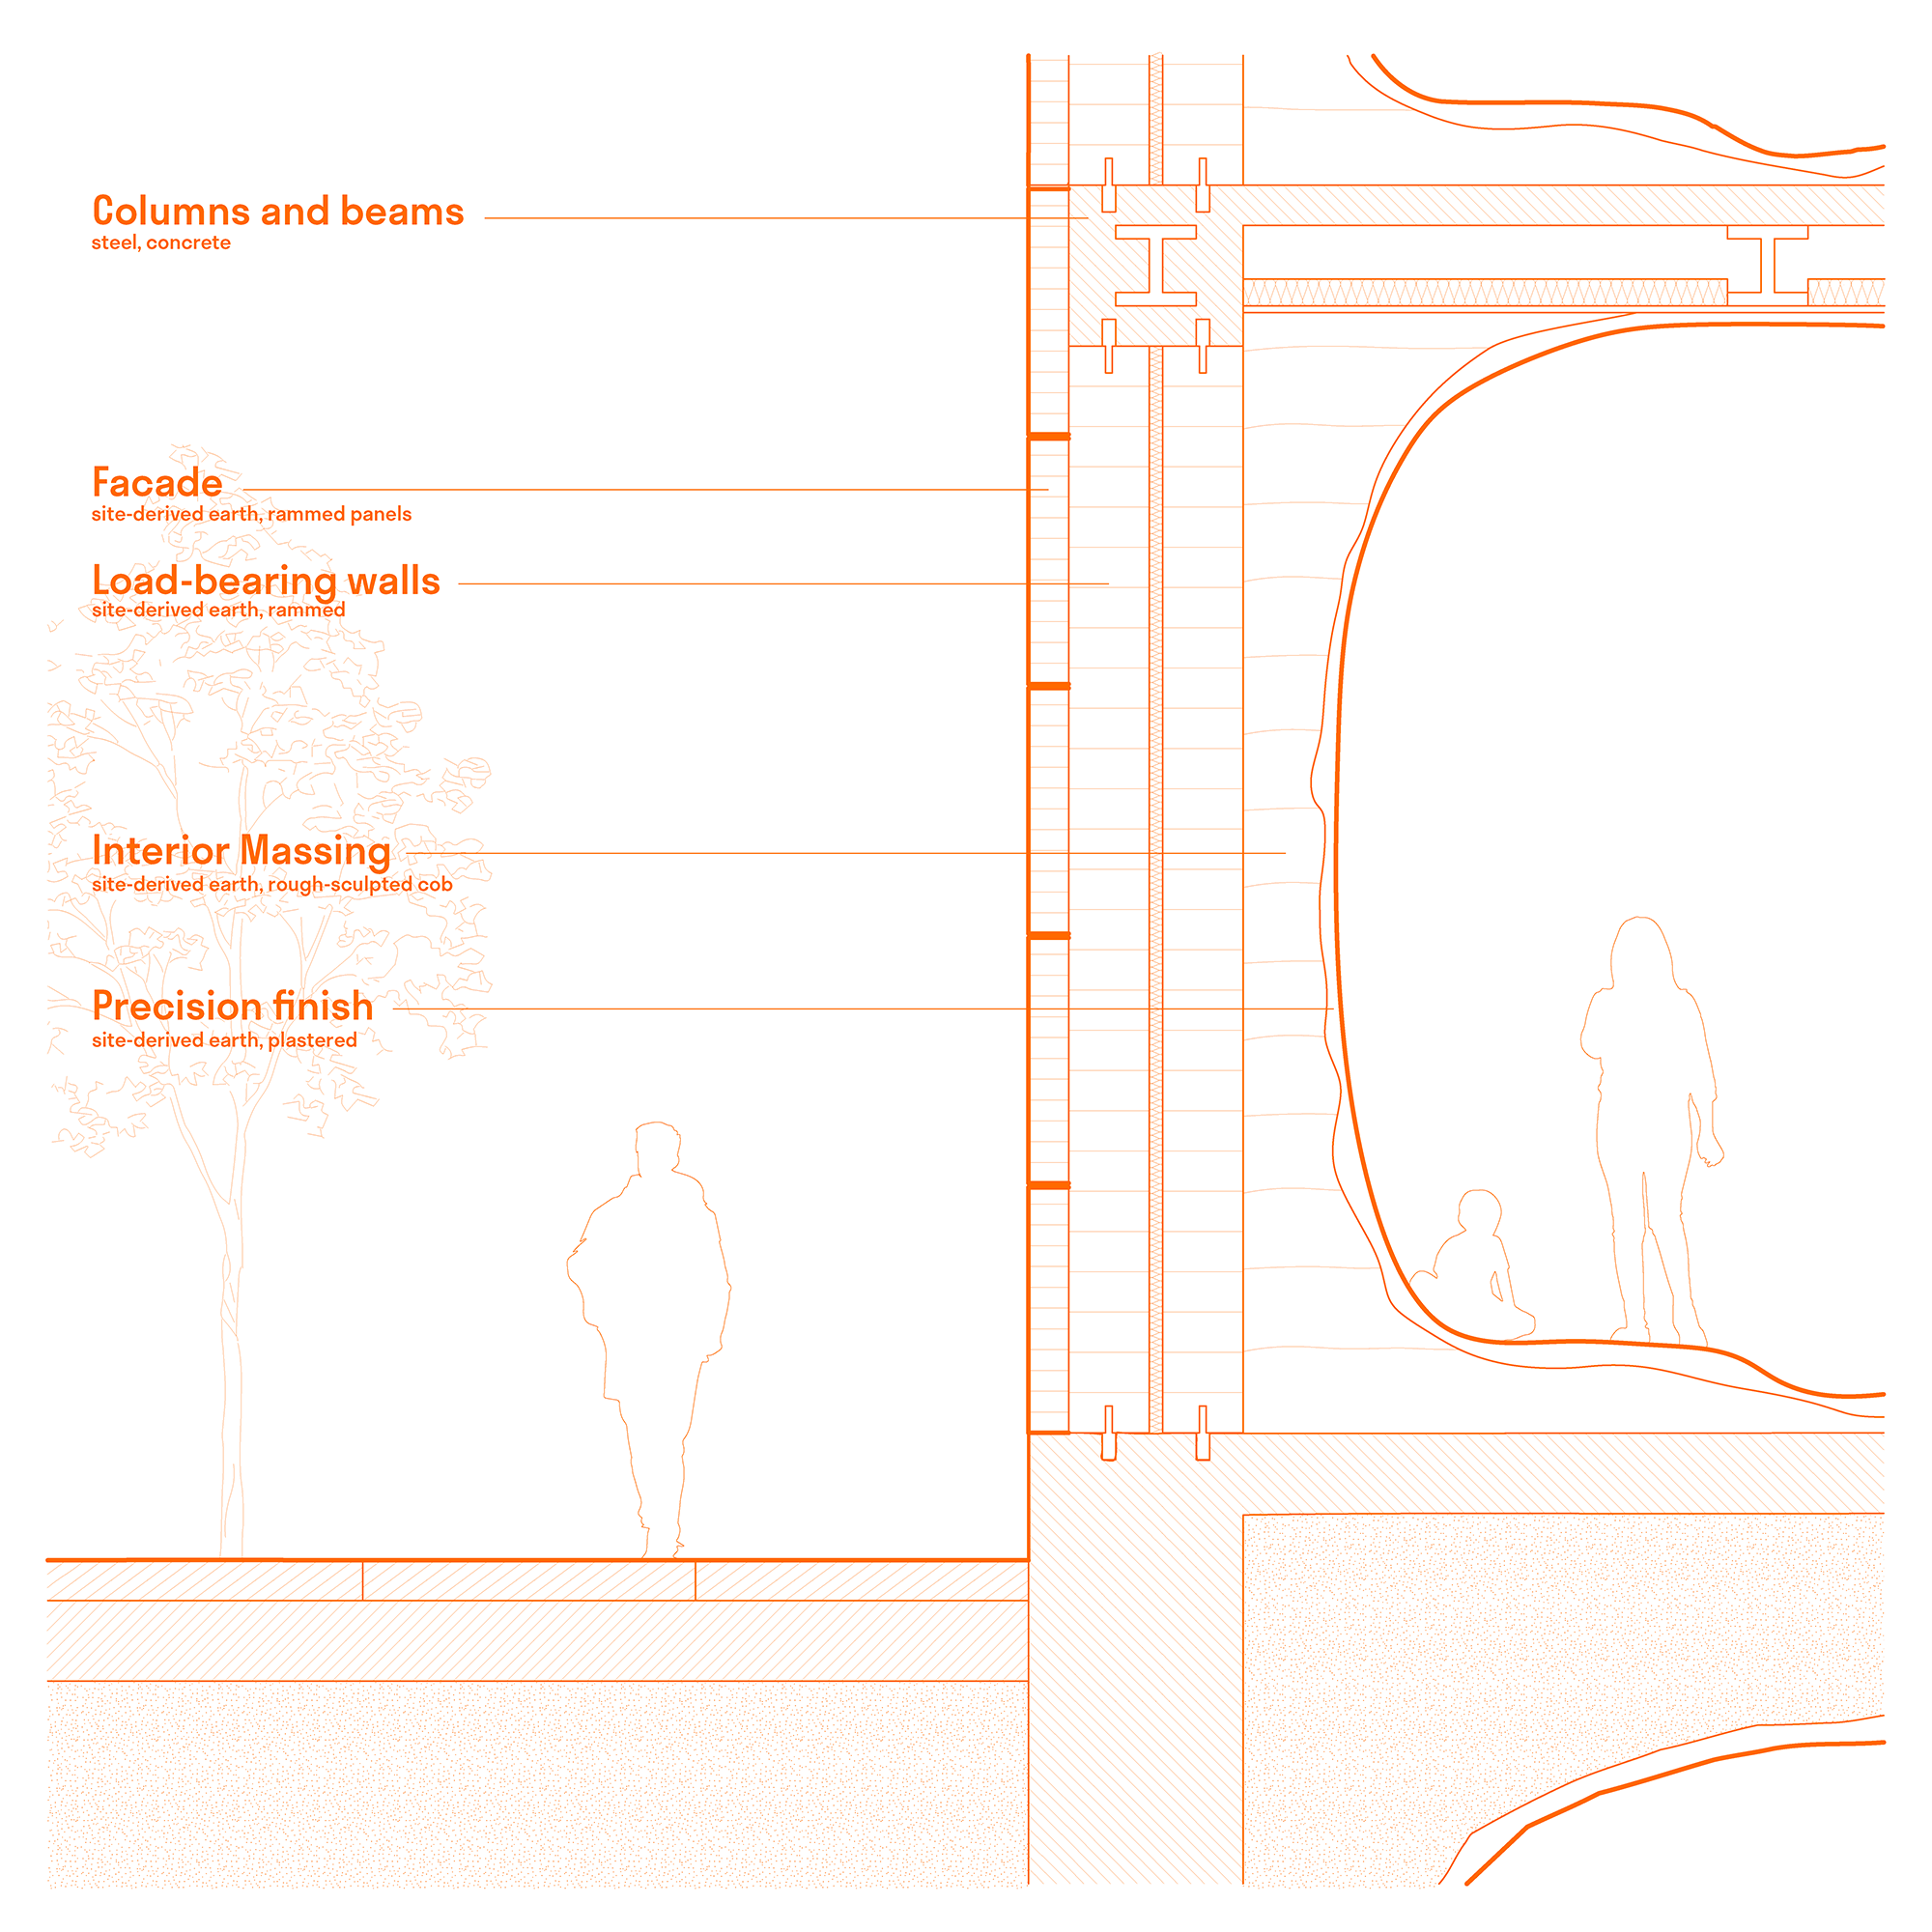 Columns and beams
steel, concrete
Facade
site-derived earth, rammed panels
Load-bearing walls
site-derived earth, rammed
Interior Massing
site-derived earth, rough-sculpted cob
Precision finish
site-derived earth, plastered